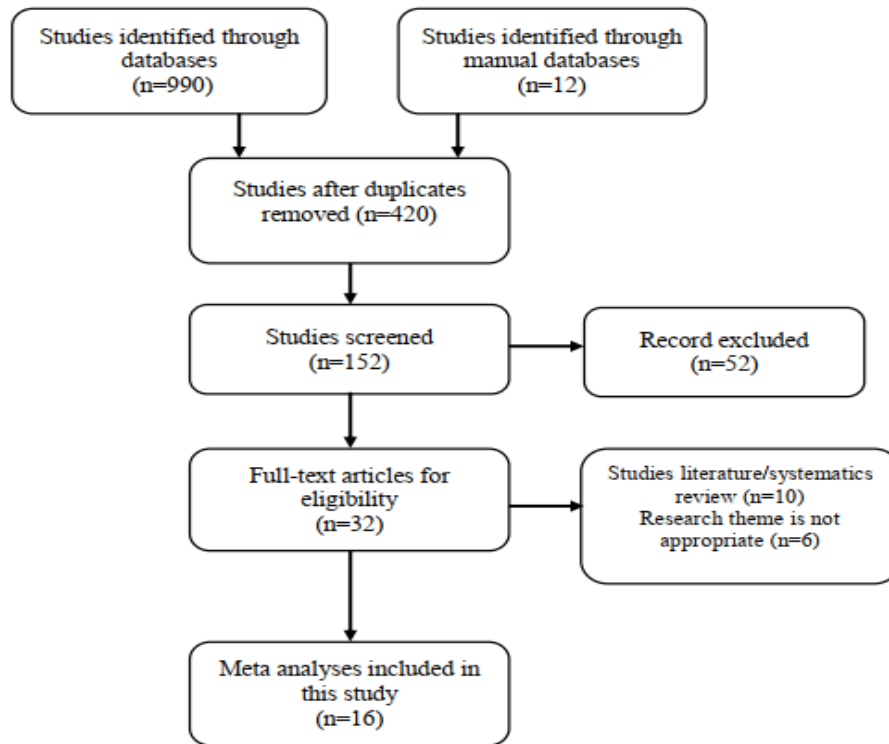 Studies identified through
databases
(n=990)
Studies identified through
manual databases
(n=12)
Studies after duplicates
removed (n=420)
Studies screened
(n=152)
Record excluded
(n=52)
Full-text articles for
eligibility
(n=32)
Studies literature/systematics
review (n=10)
Research theme is not
appropriate (n=6)
Meta analyses included in
this study
(n=16)